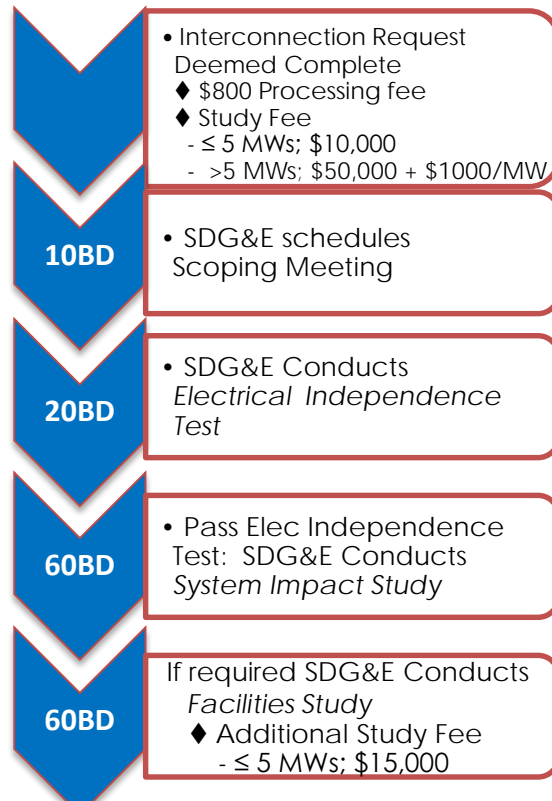 • Interconnection Request
Deemed Complete
♦ $800 Processing fee
♦ Study Fee
- ≤ 5 MWs; $10,000
- >5 MWs; $50,000 + $1000/MW
10BD
• SDG&E schedules
Scoping Meeting
20BD
• SDG&E Conducts
Electrical Independence
Test
60BD
• Pass Elec Independence
Test: SDG&E Conducts
System Impact Study
60BD
If required SDG&E Conducts
Facilities Study
♦ Additional Study Fee
- ≤ 5 MWs; $15,000